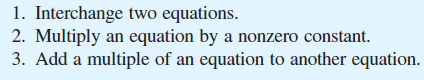 1. Interchange two equations.
2. Multiply an equation by a nonzero constant.
3. Add a multiple of an equation to another equation.